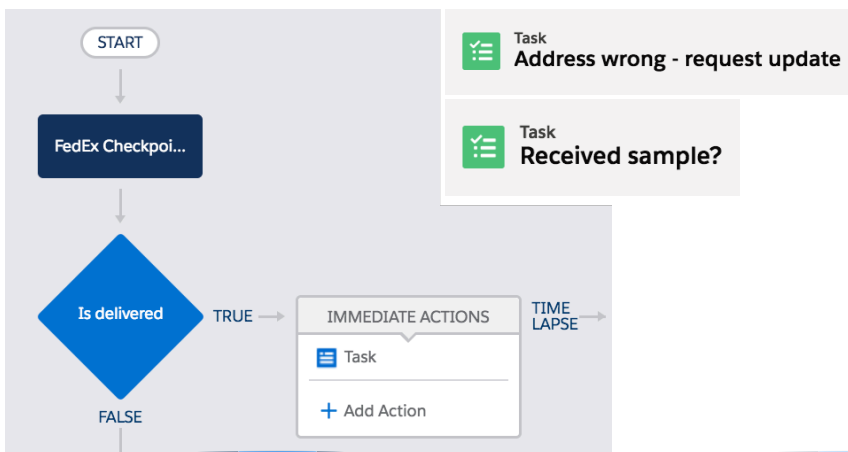 START
FedEx Checkpoi...
Is delivered
TRUE
FALSE
IMMEDIATE ACTIONS
Task
+ Add Action
TIME
LAPSE
Task
Address wrong - request update
Task
Received sample?